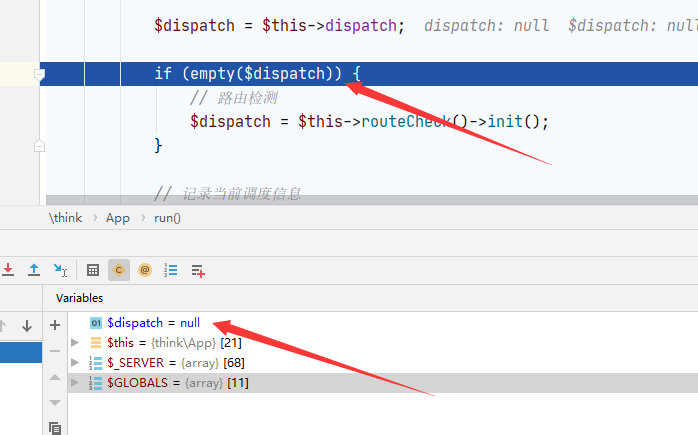 $dispatch = $this->dispatch;  dispatch: null  $dispatch: null
if (empty($dispatch)) {
// 路由检测
$dispatch = $this->routeCheck()->init();
}
// 记录当前调度信息
\think > App > run()
Variables
$dispatch = null
$this = {think\App} [21]
$_SERVER = {array} [68]
$GLOBALS = {array} [11]